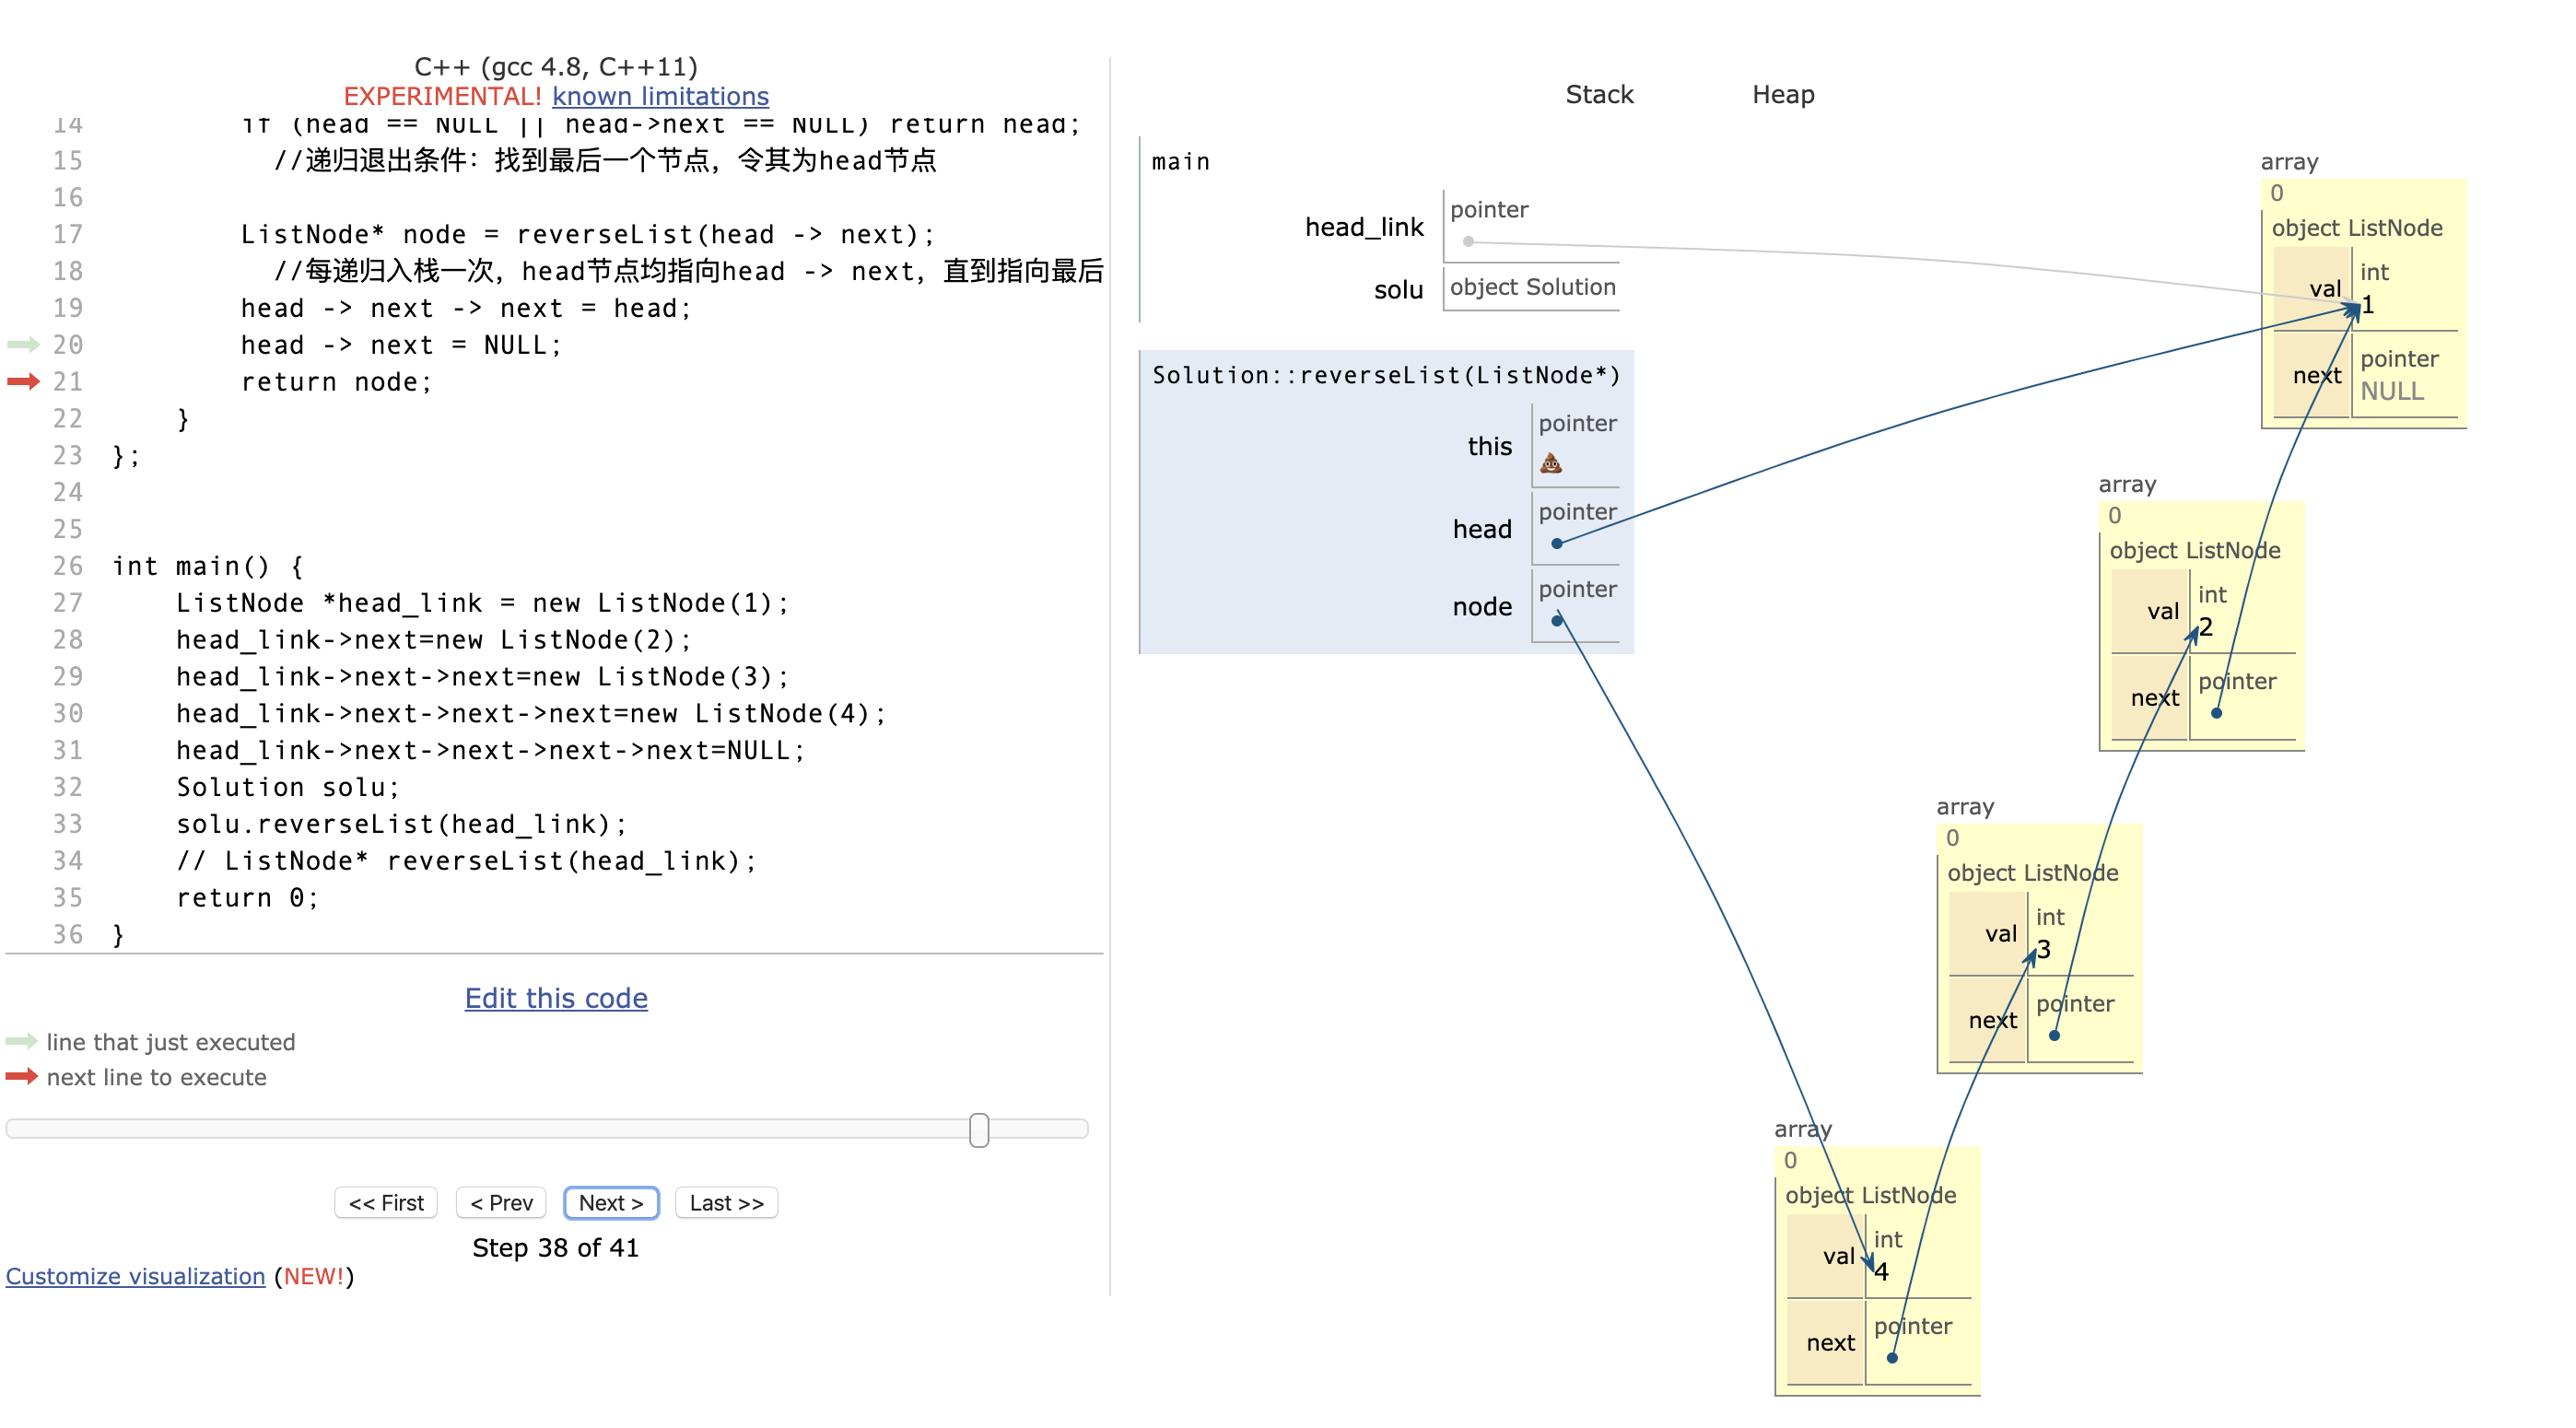 C++ (gcc 4.8, C++11)
EXPERIMENTAL! known limitations
14 if (head == NULL || head->next == NULL) return head;
15 //递归退出条件：找到最后一个节点，令其为head节点
16
17 ListNode* node = reverseList(head -> next);
18 //每递归入栈一次，head节点均指向head -> next，直到指向最后
19 head -> next -> next = head;
20 head -> next = NULL;
21 return node;
22 }
23 };
24
25
26 int main() {
27 ListNode *head_link = new ListNode(1);
28 head_link->next=new ListNode(2);
29 head_link->next->next=new ListNode(3);
30 head_link->next->next->next=new ListNode(4);
31 head_link->next->next->next->next=NULL;
32 Solution solu;
33 solu.reverseList(head_link);
34 // ListNode* reverseList(head_link);
35 return 0;
36 }
Edit this code
line that just executed
next line to execute
<< First < Prev Next > Last >>
Step 38 of 41
Customize visualization (NEW!)
Stack Heap
main
head_link pointer
solu object Solution
Solution::reverseList(ListNode*)
this pointer
head pointer
node pointer
array
0
object ListNode
val int
1
next pointer
NULL
array
0
object ListNode
val int
2
next pointer
array
0
object ListNode
val int
3
next pointer
array
0
object ListNode
val int
4
next pointer